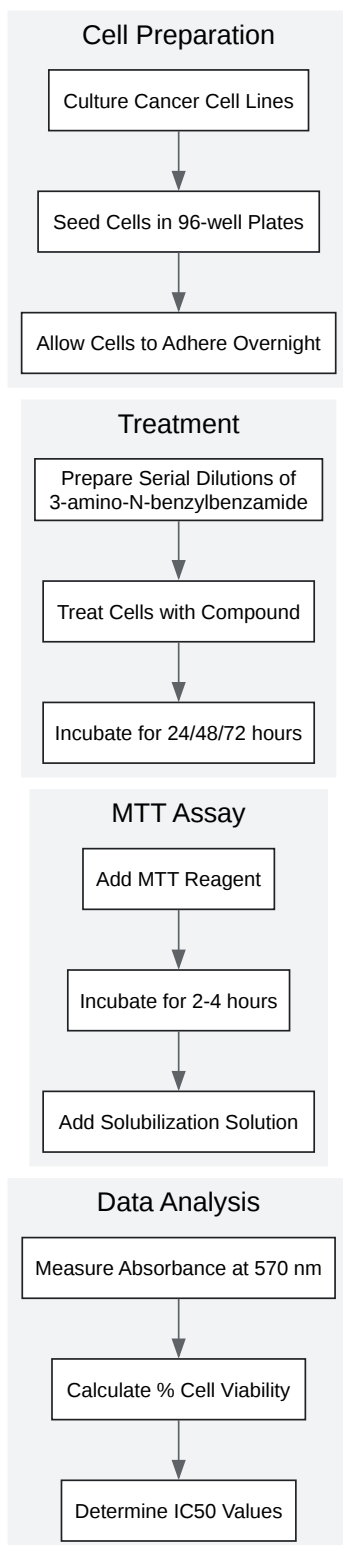 Cell Preparation
Culture Cancer Cell Lines
Seed Cells in 96-well Plates
Allow Cells to Adhere Overnight
Treatment
Prepare Serial Dilutions of
3-amino-N-benzylbenzamide
Treat Cells with Compound
Incubate for 24/48/72 hours
MTT Assay
Add MTT Reagent
Incubate for 2-4 hours
Add Solubilization Solution
Data Analysis
Measure Absorbance at 570 nm
Calculate % Cell Viability
Determine IC50 Values